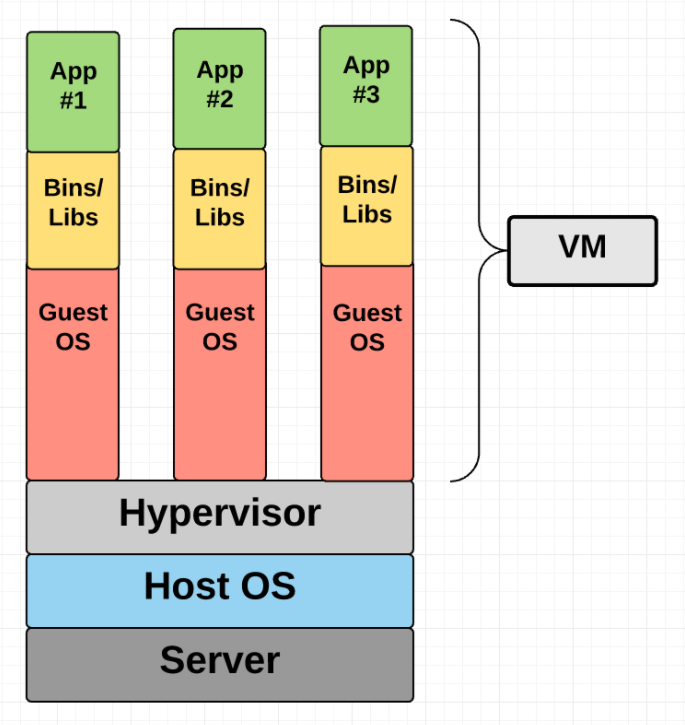 App
#1
App
#2
App
#3
Bins/
Libs
Bins/
Libs
Bins/
Libs
VM
Guest
OS
Guest
OS
Guest
OS
Hypervisor
Host OS
Server